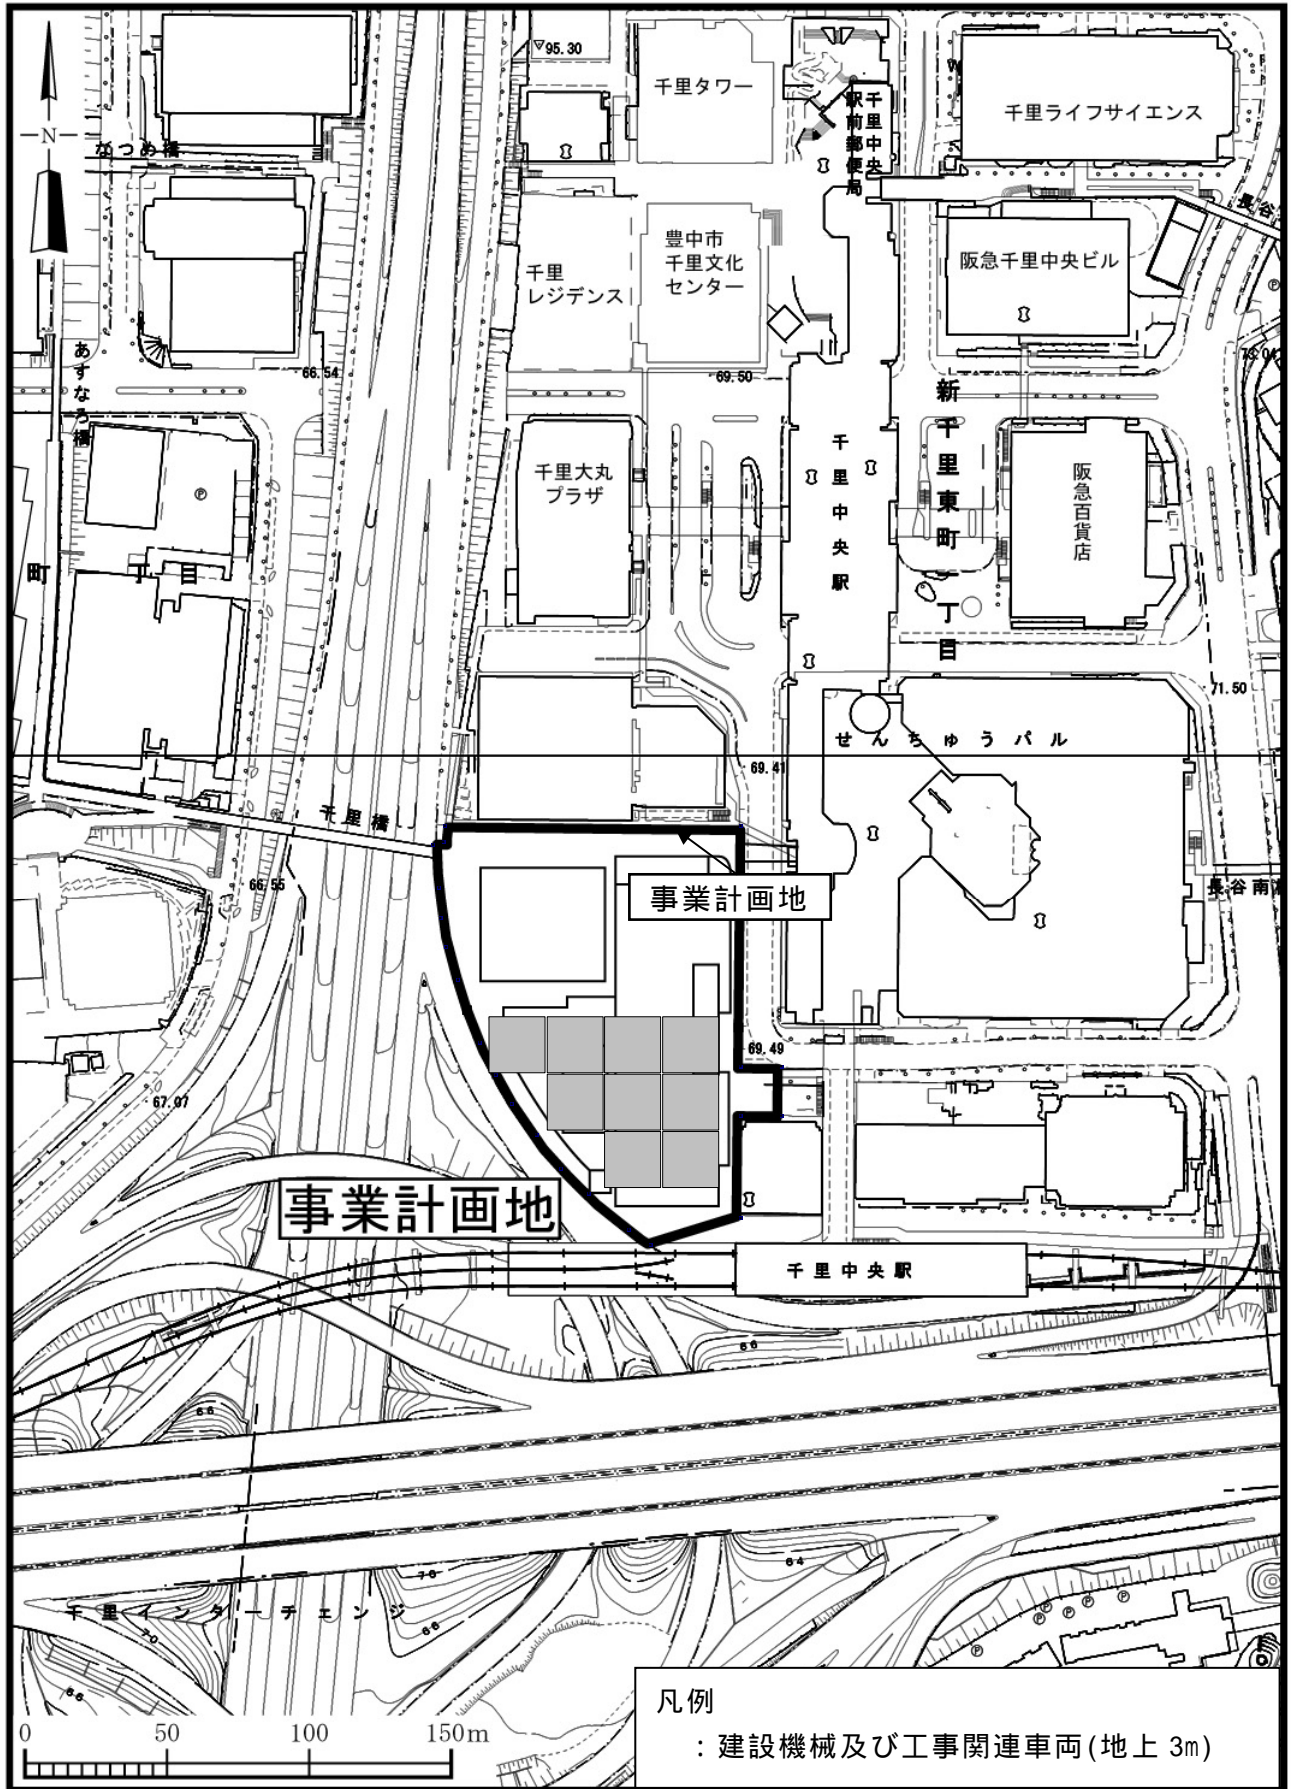 N
95.30
千里タワー
千里中央
駅前郵便局
千里ライフサイエンス
なつめ橋
長谷
豊中市
千里文化
センター
阪急千里中央ビル
千里
レジデンス
あすなろ橋
66.54
69.50
新千里東町一丁目
千里大丸
プラザ
千里中央駅
阪急百貨店
町
丁目
71.50
せんちゅうパル
69.41
千里橋
66.55
事業計画地
長谷南
69.49
67.07
事業計画地
千里中央駅
66
66
76
64
千里インターチェンジ
70
66
66
0 50 100 150m
凡例
：建設機械及び工事関連車両(地上 3m)